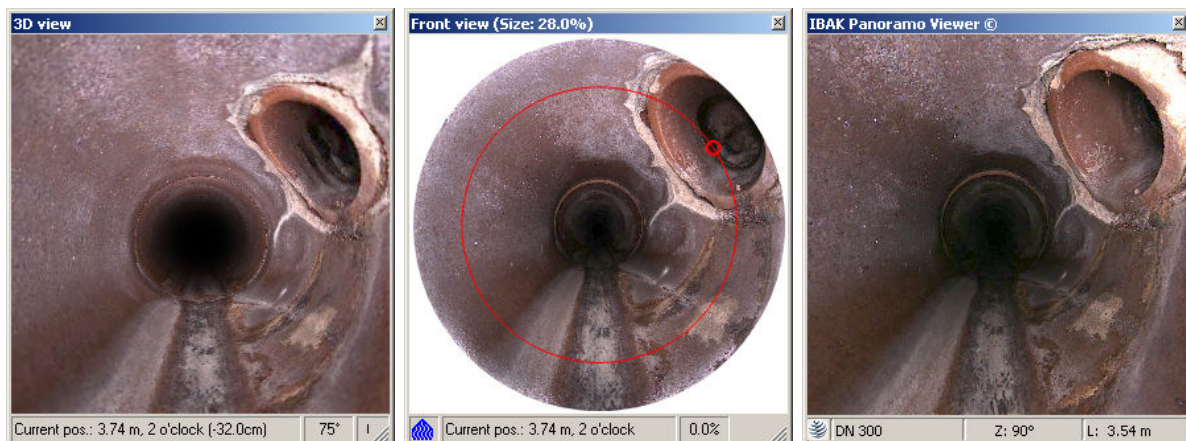 3D view
Front view (Size: 28.0%)
IBAK Panoramo Viewer ©
Current pos.: 3.74 m, 2 o'clock (-32.0cm)
75°
Current pos.: 3.74 m, 2 o'clock
0.0%
DN 300
Z: 90°
L: 3.54 m